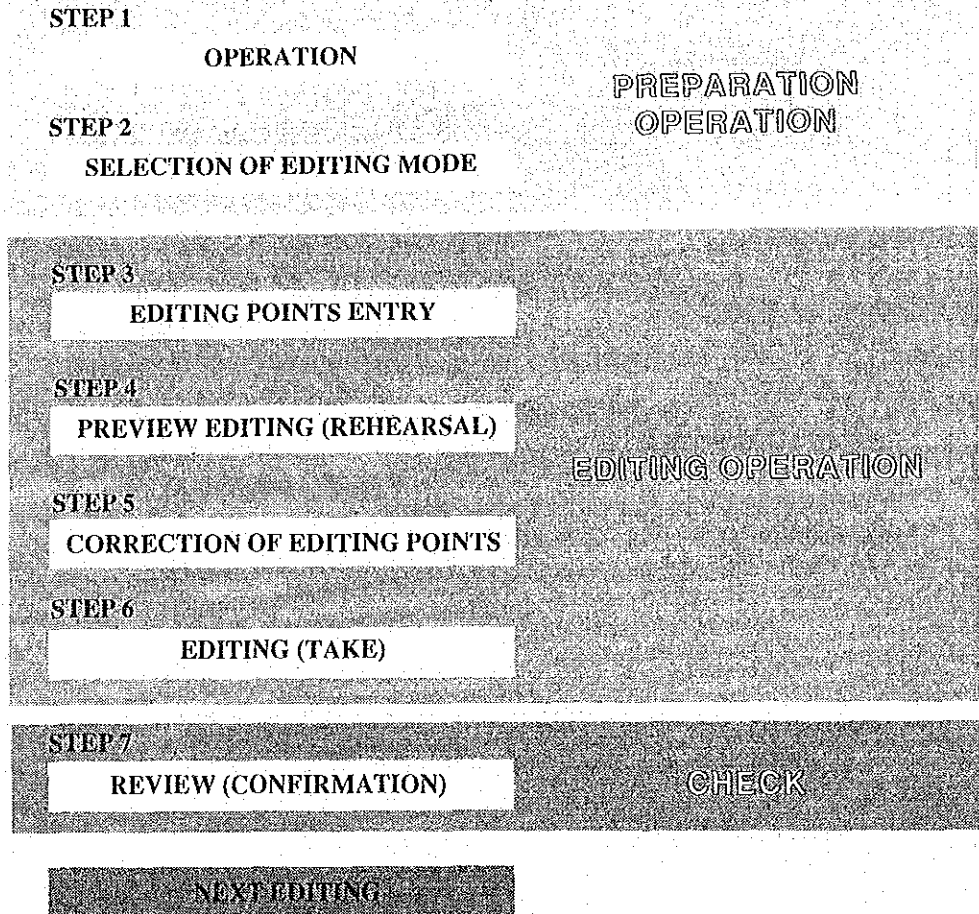 STEP 1
OPERATION
PREPARATION
OPERATION
STEP 2
SELECTION OF EDITING MODE
STEP 3
EDITING POINTS ENTRY
STEP 4
PREVIEW EDITING (REHEARSAL)
EDITING OPERATION
STEP 5
CORRECTION OF EDITING POINTS
STEP 6
EDITING (TAKE)
STEP 7
REVIEW (CONFIRMATION)
CHECK
NEXT EDITING